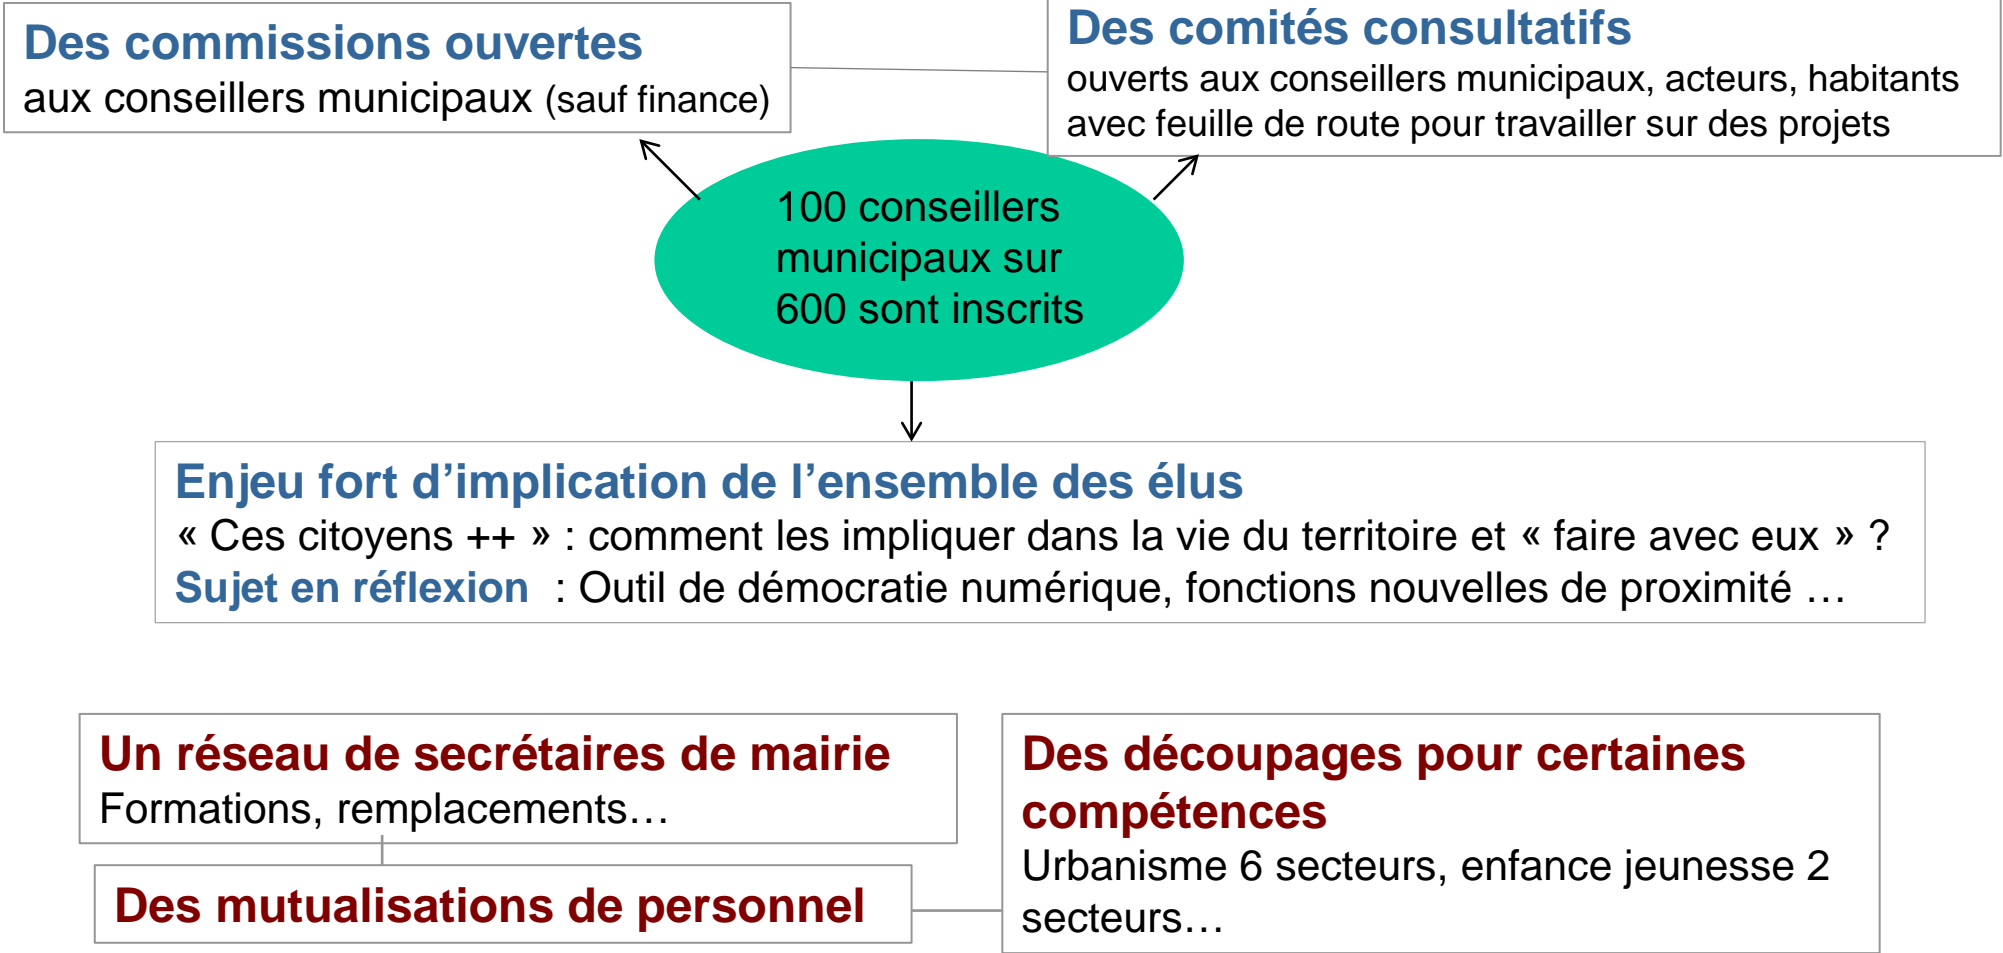 Des commissions ouvertes
aux conseillers municipaux (sauf finance)
Des comités consultatifs
ouverts aux conseillers municipaux, acteurs, habitants
avec feuille de route pour travailler sur des projets
100 conseillers
municipaux sur
600 sont inscrits
Enjeu fort d’implication de l’ensemble des élus
« Ces citoyens ++ » : comment les impliquer dans la vie du territoire et « faire avec eux » ?
Sujet en réflexion : Outil de démocratie numérique, fonctions nouvelles de proximité …
Un réseau de secrétaires de mairie
Formations, remplacements…
Des mutualisations de personnel
Des découpages pour certaines
compétences
Urbanisme 6 secteurs, enfance jeunesse 2
secteurs…